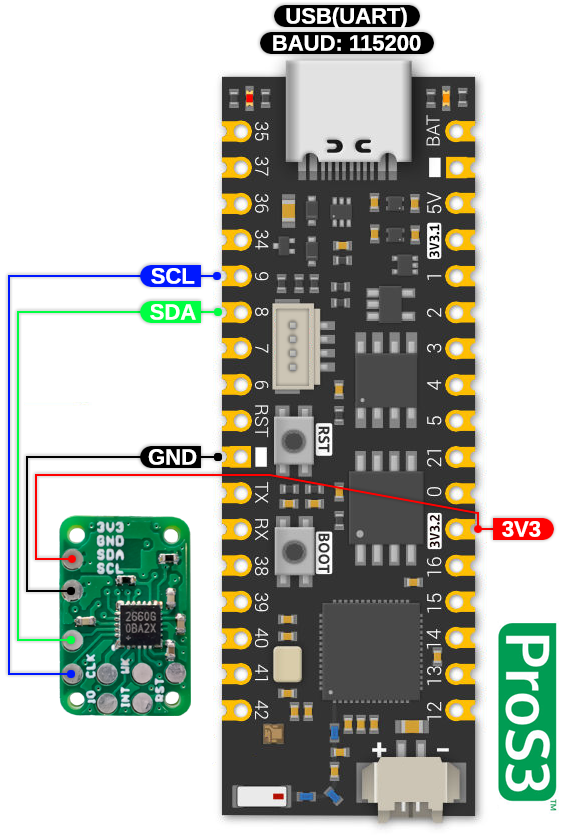 USB(UART)
BAUD: 115200
35
37
36
34
9
8
7
6
RST
TX
RX
38
39
40
41
42
BAT
5V
3V3.1
1
2
3
4
5
21
0
3V3.2
16
15
14
13
12
SCL
SDA
GND
3V3
RST
BOOT
3V3
GND
SDA
SCL
2660G
0BA2X
CLK
WK
IO
INT
RST
+ −
ProS3
TM